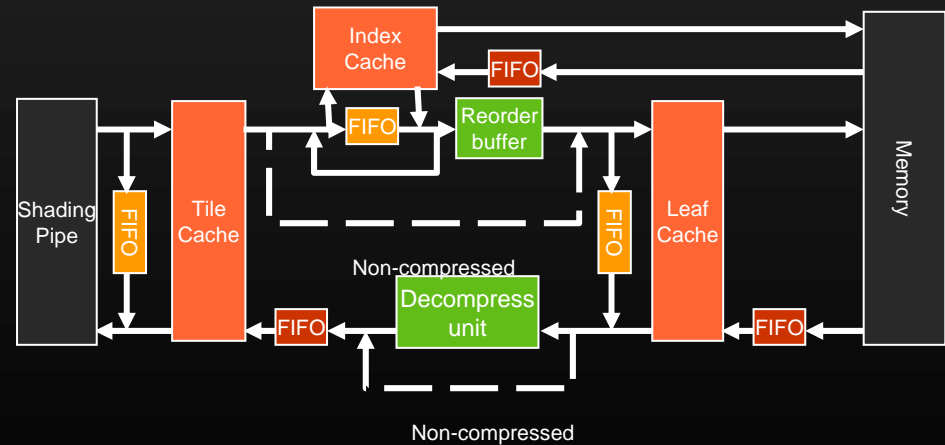 Index
Cache
FIFO
FIFO
Reorder
buffer
Shading
Pipe
FIFO
Tile
Cache
FIFO
Leaf
Cache
Memory
Non-compressed
Decompress
unit
FIFO
FIFO
Non-compressed